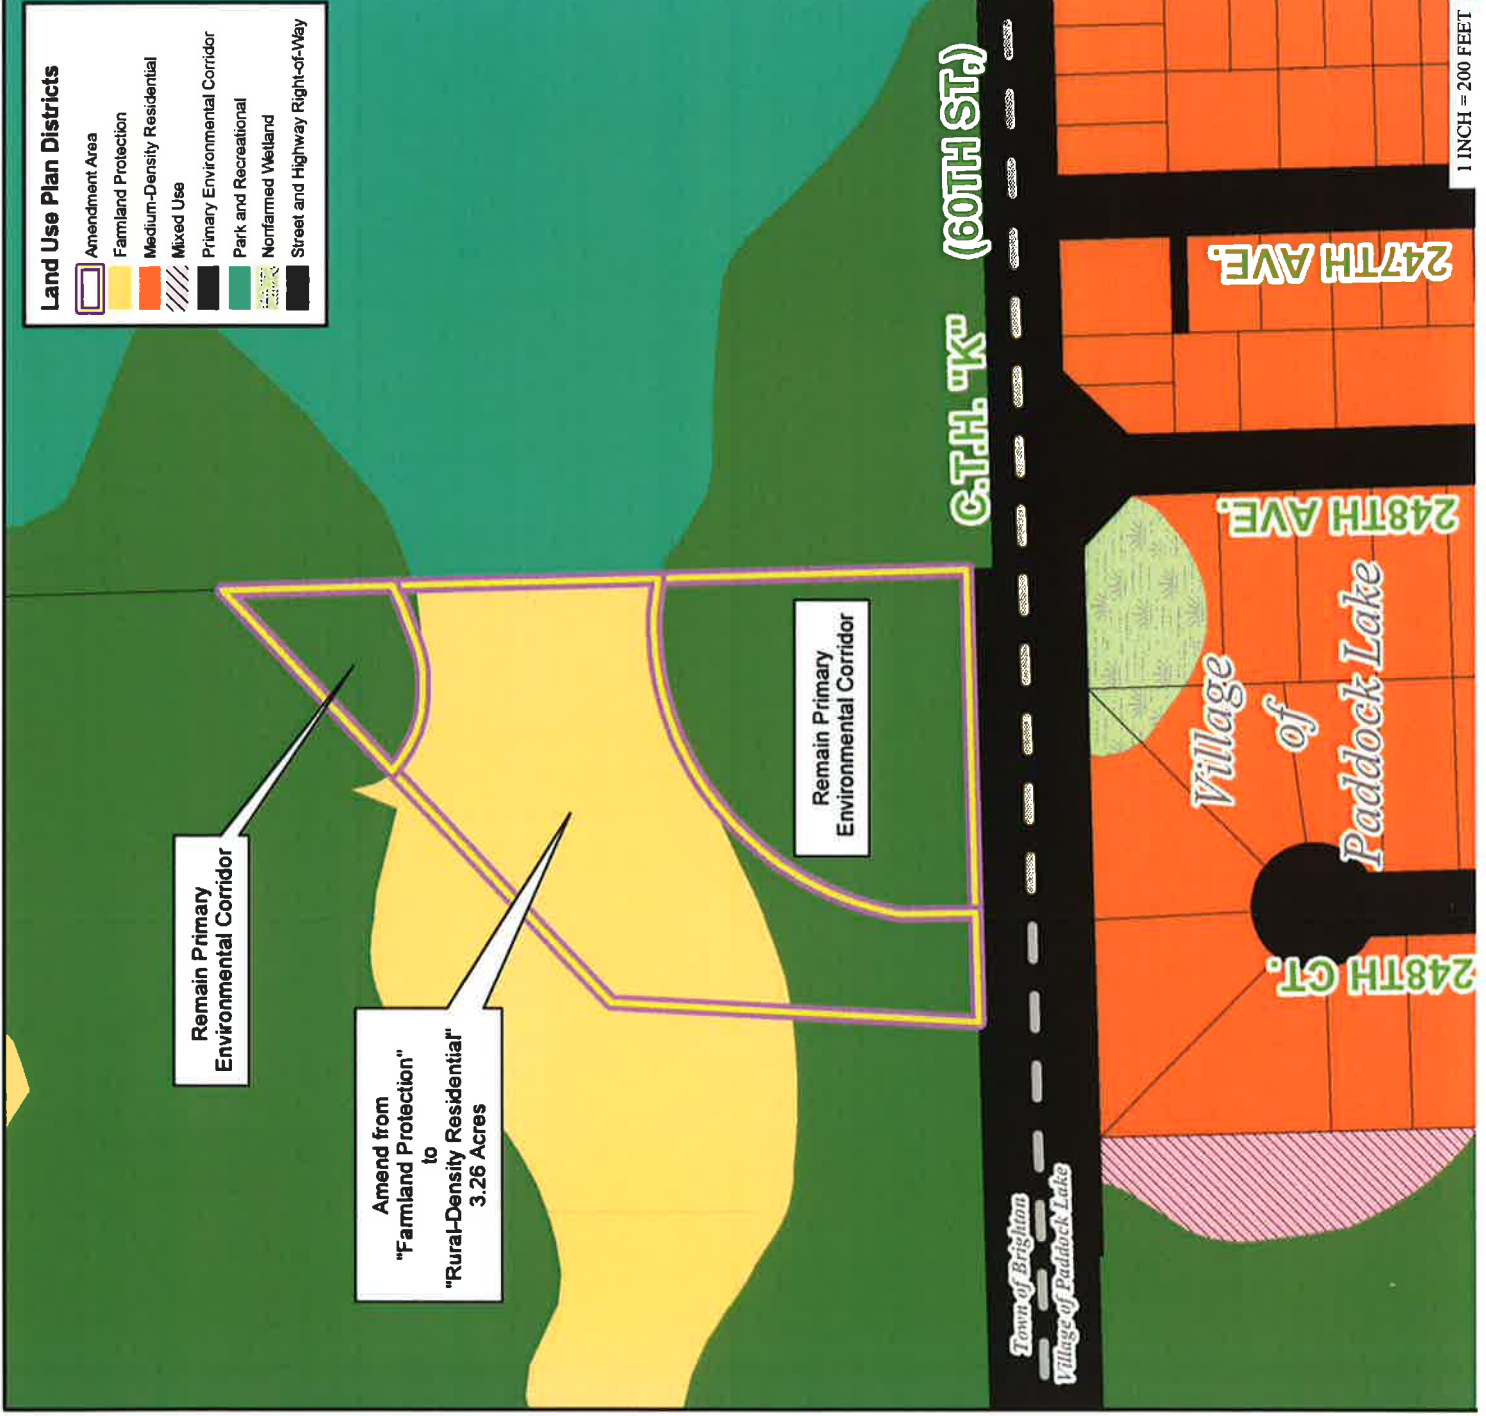 Land Use Plan Districts
Amendment Area
Farmland Protection
Medium-Density Residential
Mixed Use
Primary Environmental Corridor
Park and Recreational
Nonfarmed Wetland
Street and Highway Right-of-Way
Remain Primary
Environmental Corridor
Amend from
"Farmland Protection"
to
"Rural-Density Residential"
3.26 Acres
Remain Primary
Environmental Corridor
C.T.H. "K" (60TH ST.)
Town of Brighton
Village of Paddock Lake
247TH AVE.
248TH AVE.
248TH CT.
Village
of
Paddock Lake
1 INCH = 200 FEET